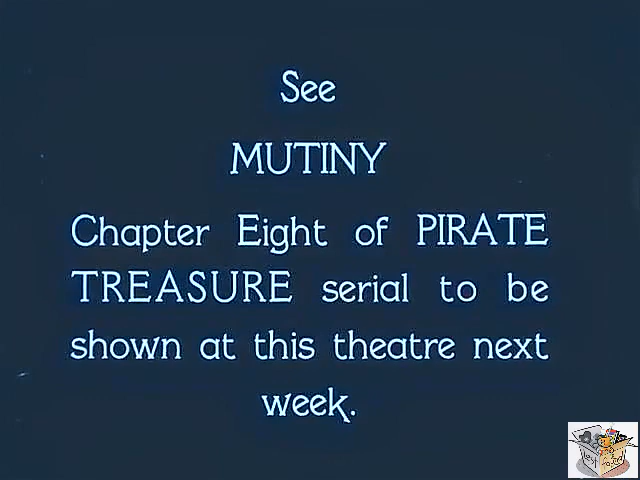 See
MUTINY
Chapter Eight of PIRATE
TREASURE serial to be
shown at this theatre next
week.